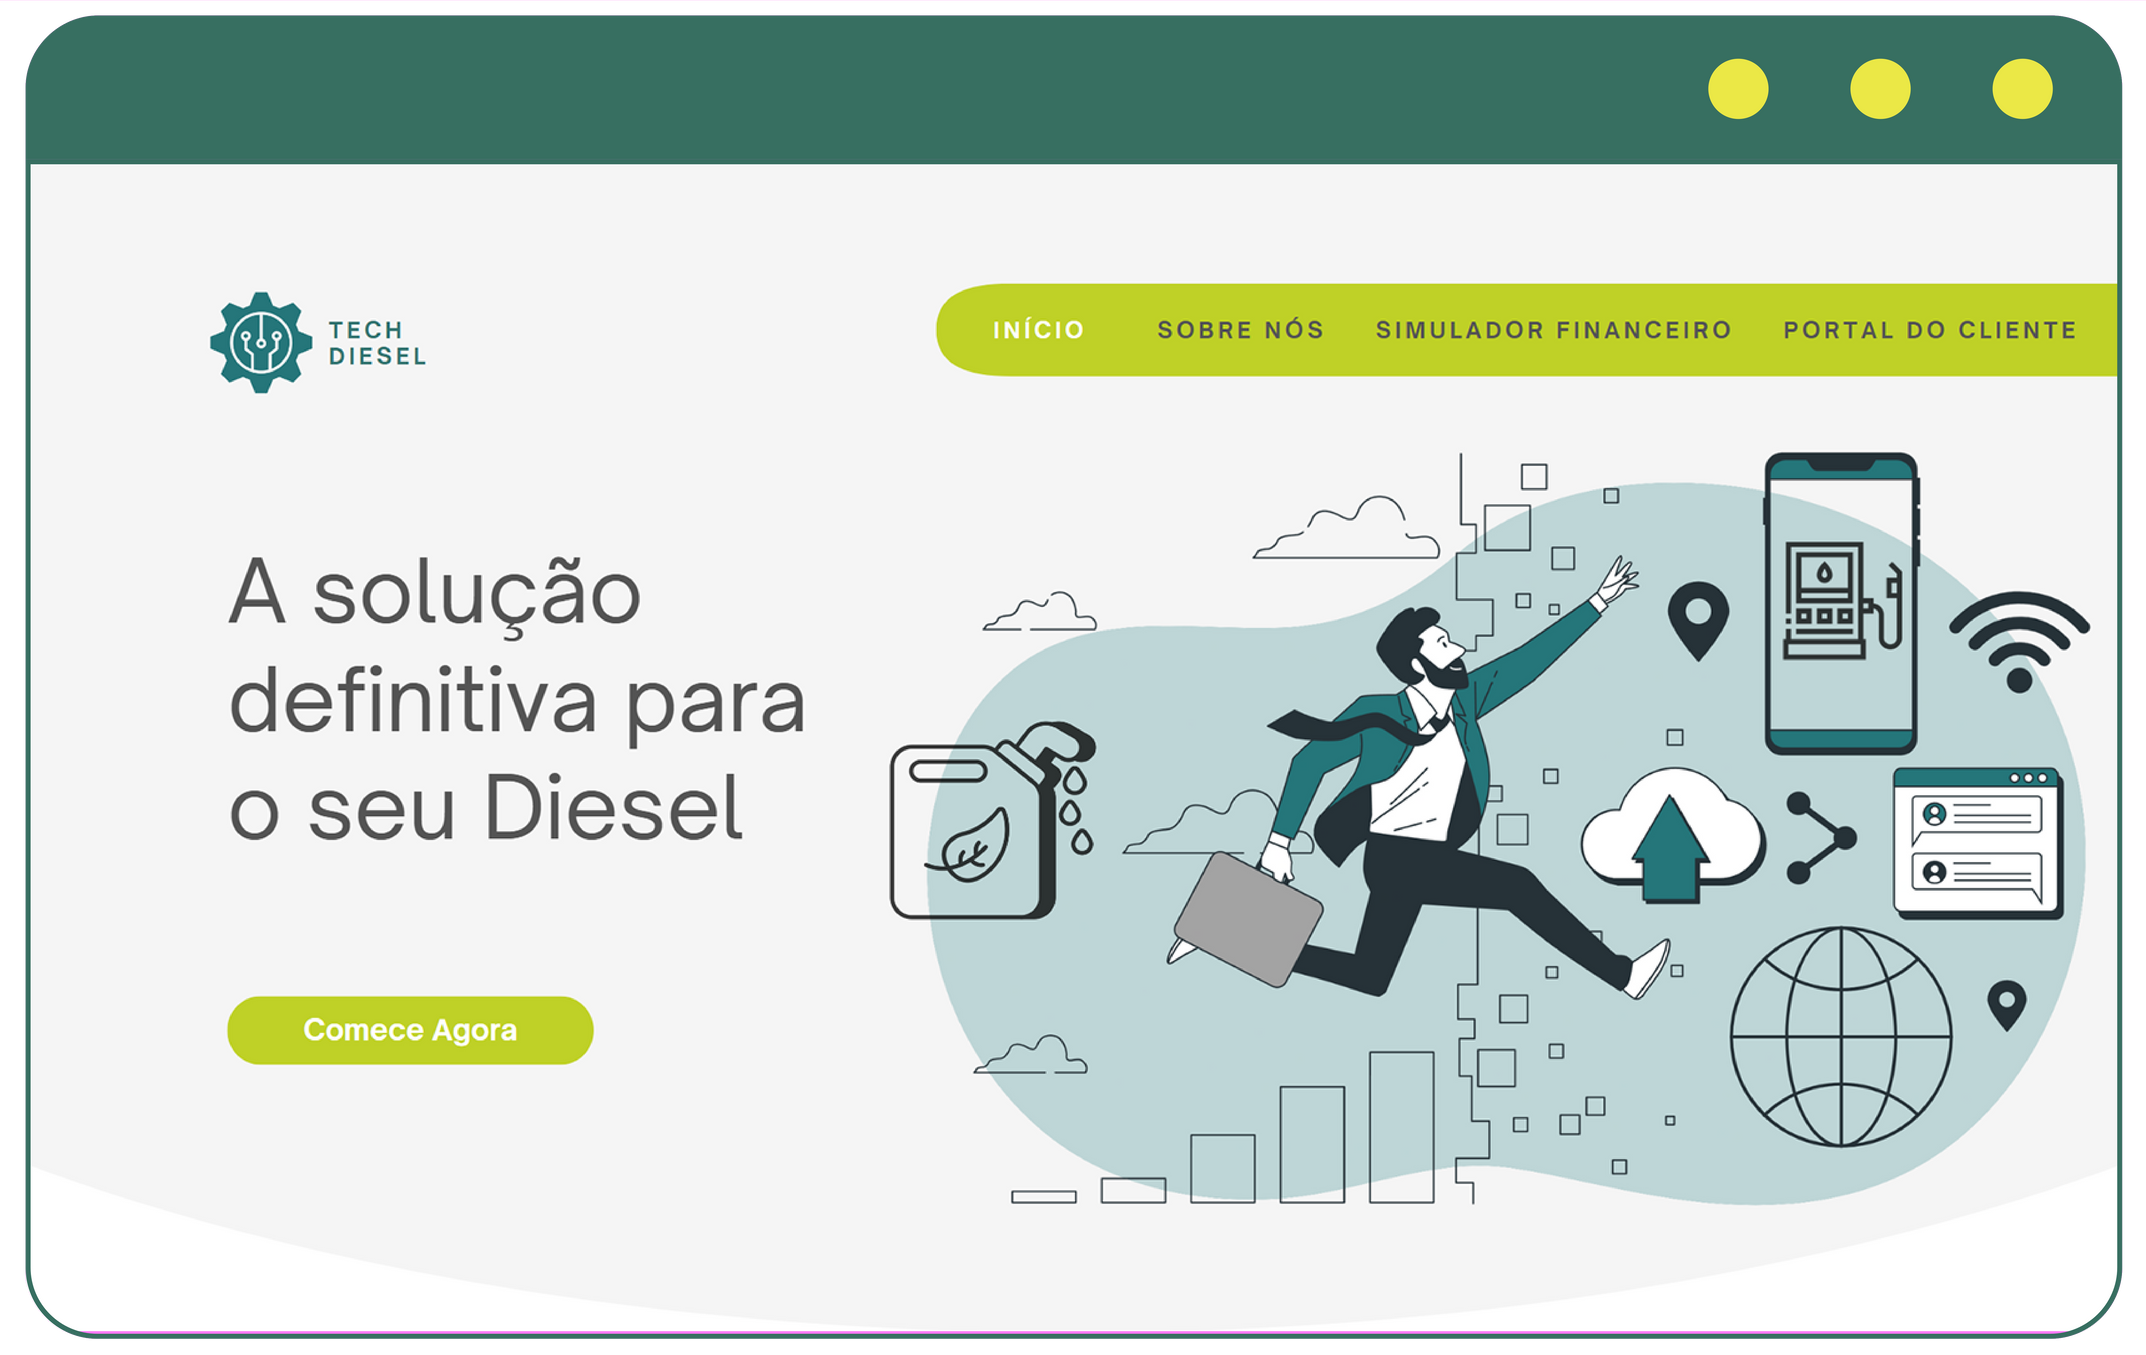 TECH
DIESEL
INÍCIO SOBRE NÓS SIMULADOR FINANCEIRO PORTAL DO CLIENTE
A solução
definitiva para
o seu Diesel
Comece Agora